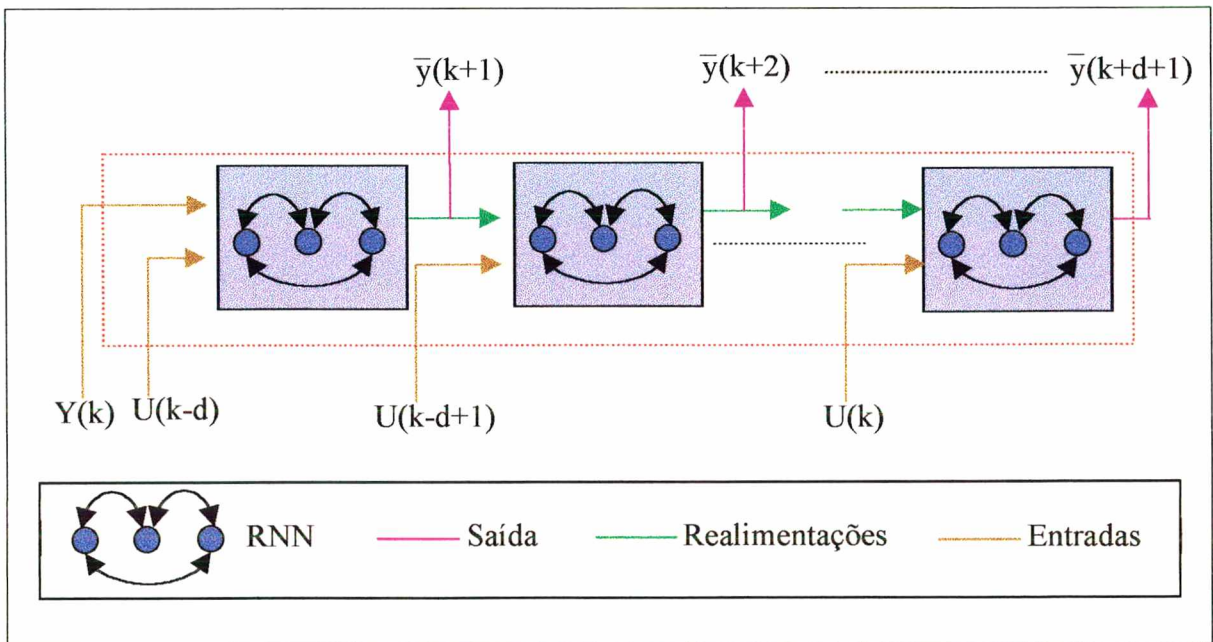 y̅(k+1) y̅(k+2) y̅(k+d+1)
Y(k) U(k-d) U(k-d+1) U(k)
RNN Saída Realimentações Entradas